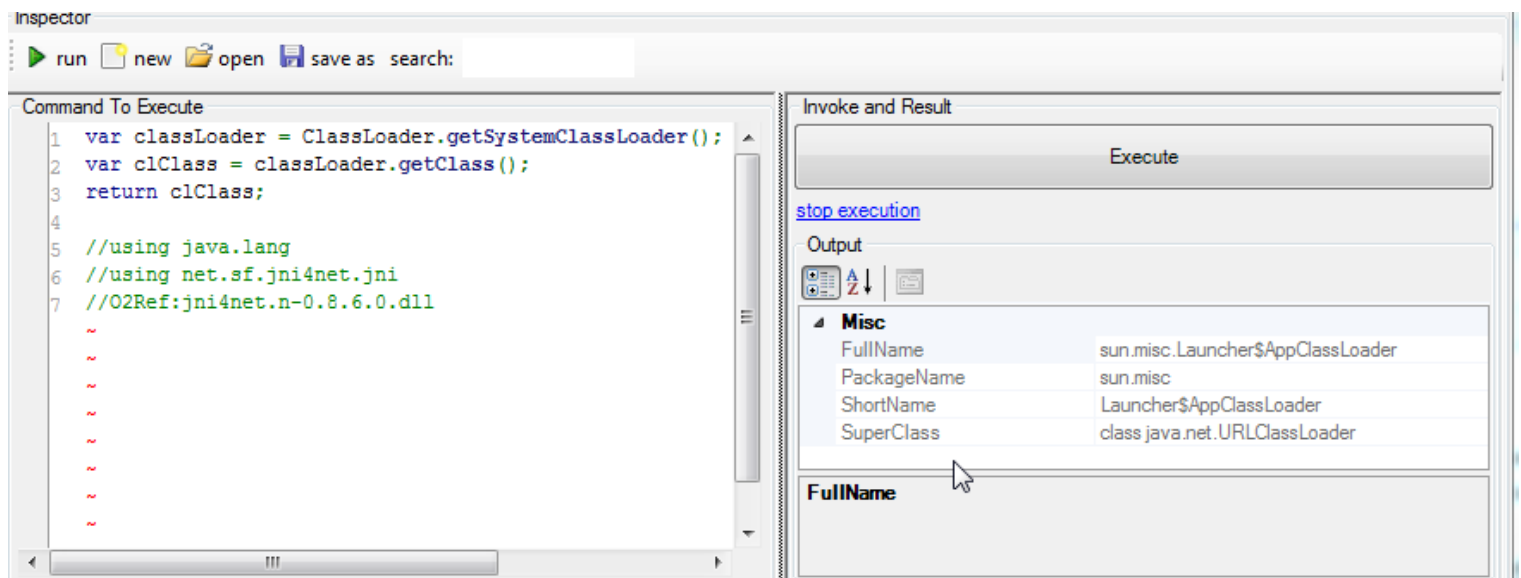 Inspector
run new open save as search:
Command To Execute
1 var classLoader = ClassLoader.getSystemClassLoader();
2 var clClass = classLoader.getClass();
3 return clClass;
4
5 //using java.lang
6 //using net.sf.jni4net.jni
7 //O2Ref:jni4net.n-0.8.6.0.dll
~
~
~
~
~
~
~
~
Invoke and Result
Execute
stop execution
Output
Misc
FullName sun.misc.Launcher$AppClassLoader
PackageName sun.misc
ShortName Launcher$AppClassLoader
SuperClass class java.net.URLClassLoader
FullName